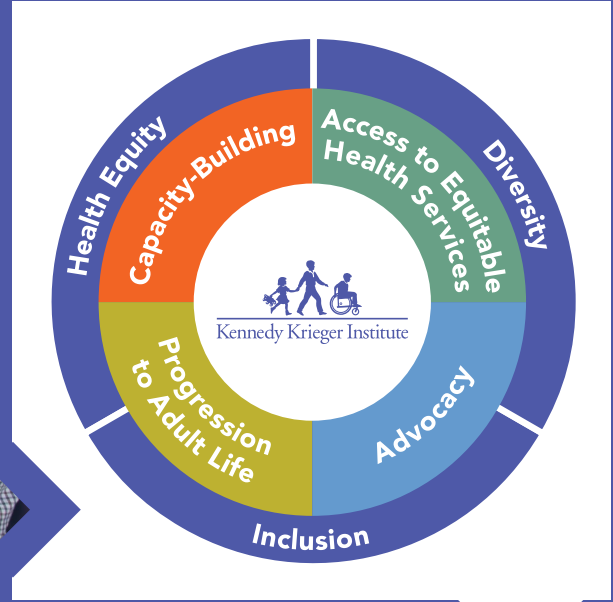 Health Equity
Diversity
Inclusion
Capacity-Building
Access to Equitable
Health Services
Progression
to Adult Life
Advocacy
Kennedy Krieger Institute